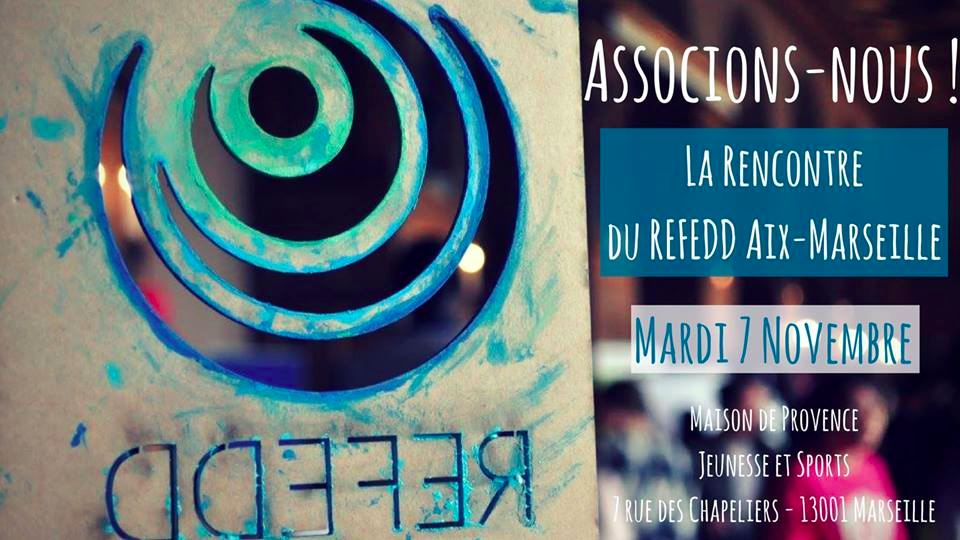 Associons-nous !
La Rencontre
du REFEDD Aix-Marseille
Mardi 7 Novembre
Maison de Provence
Jeunesse et Sports
7 rue des Chapeliers - 13001 Marseille
REFEDD